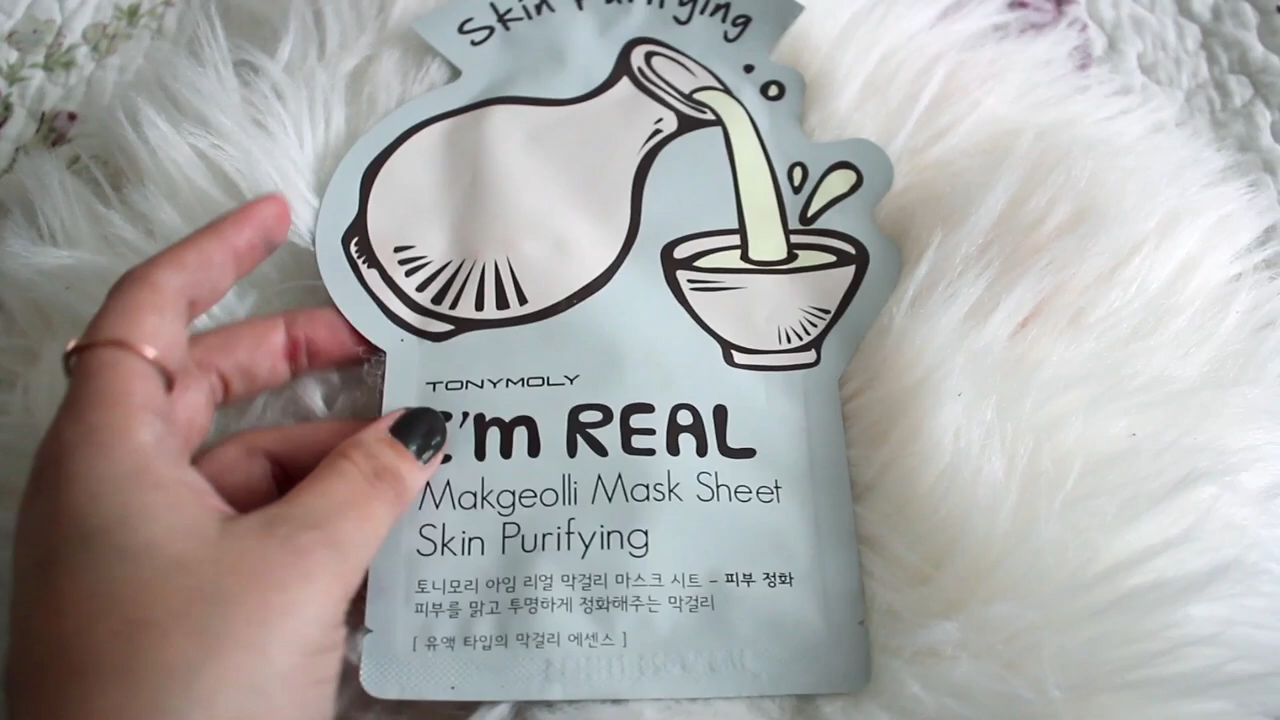 Skin Purifying
TONYMOLY
I'm REAL
Makgeolli Mask Sheet
Skin Purifying
토니모리 아임 리얼 막걸리 마스크 시트 – 피부 정화
피부를 맑고 투명하게 정화해주는 막걸리
[ 유액 타입의 막걸리 에센스 ]